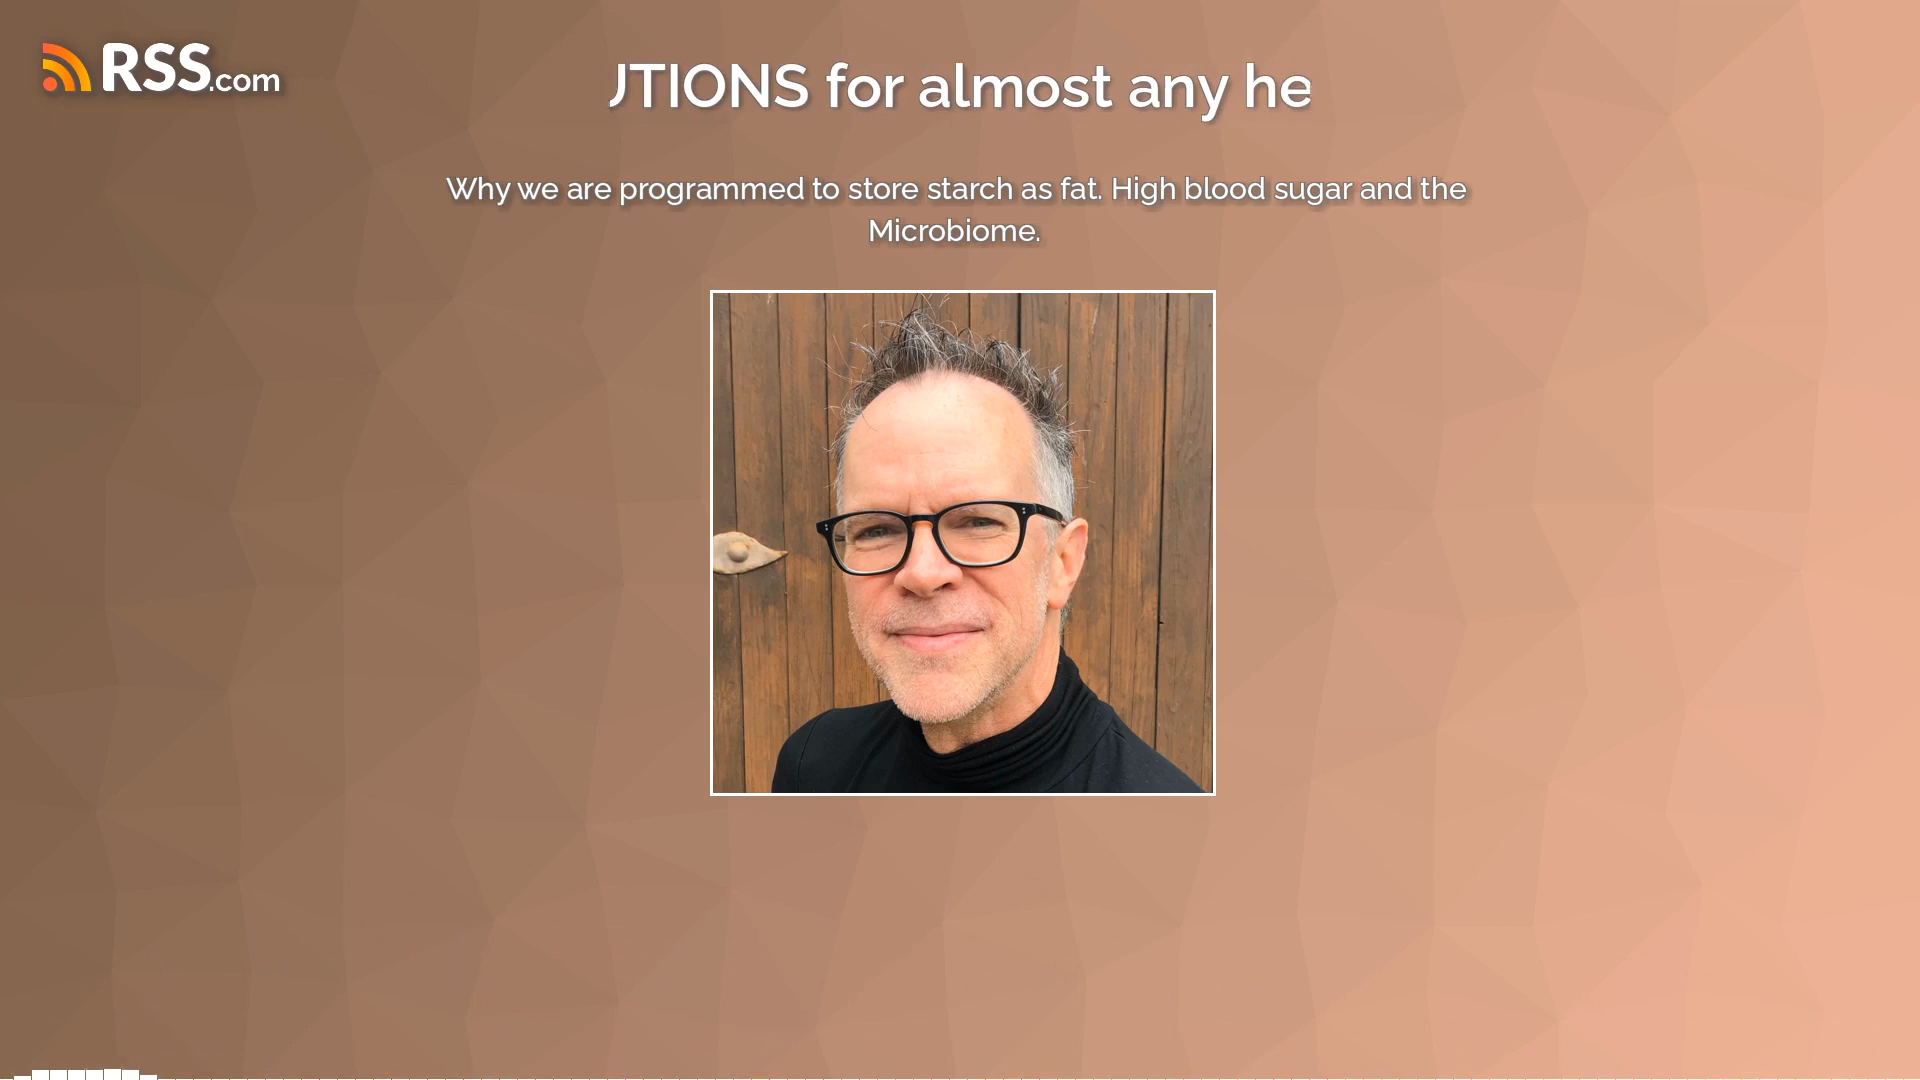 RSS.com
UTIONS for almost any he
Why we are programmed to store starch as fat. High blood sugar and the
Microbiome.